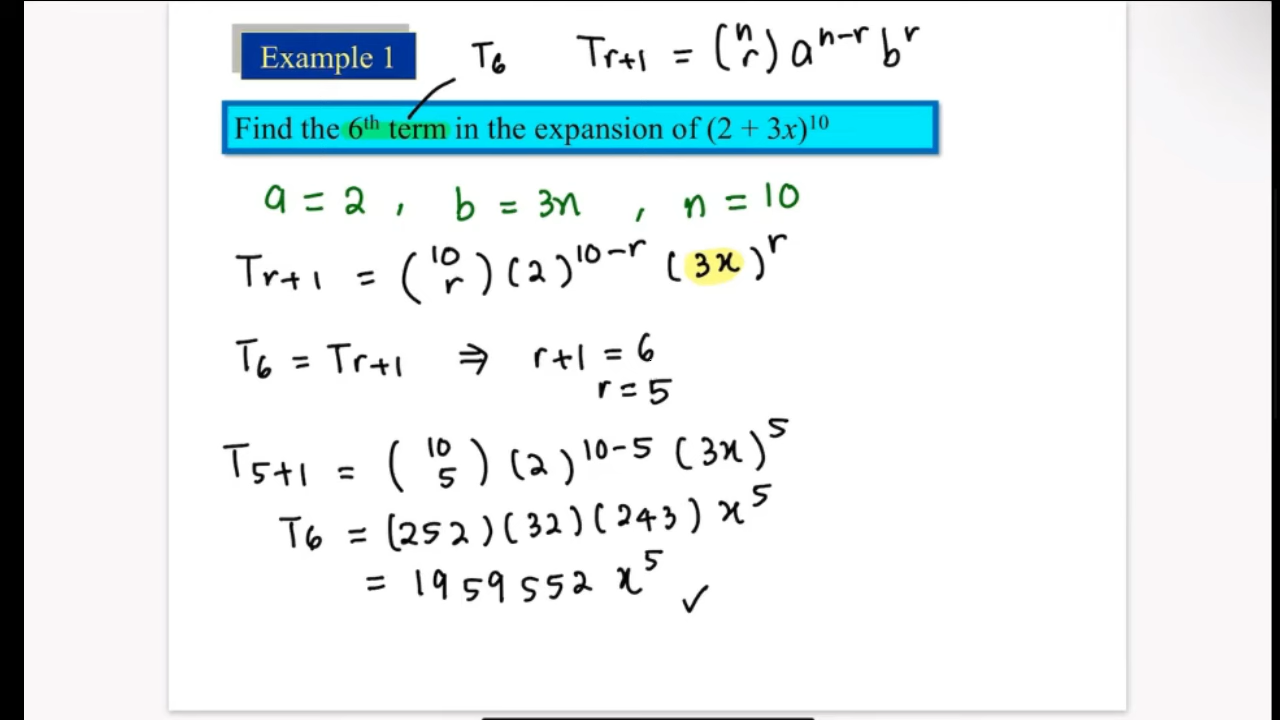 Example 1 T₆ Tr+1 = (n r) a^(n-r) b^r
Find the 6th term in the expansion of (2 + 3x)¹⁰
a = 2 , b = 3x , n = 10
Tr+1 = (10 r) (2)^(10-r) (3x)^r
T₆ = Tr+1 ⇒ r+1 = 6
r = 5
T₅₊₁ = (10 5) (2)^(10-5) (3x)⁵
T₆ = (252)(32)(243) x⁵
= 1959552 x⁵ ✓